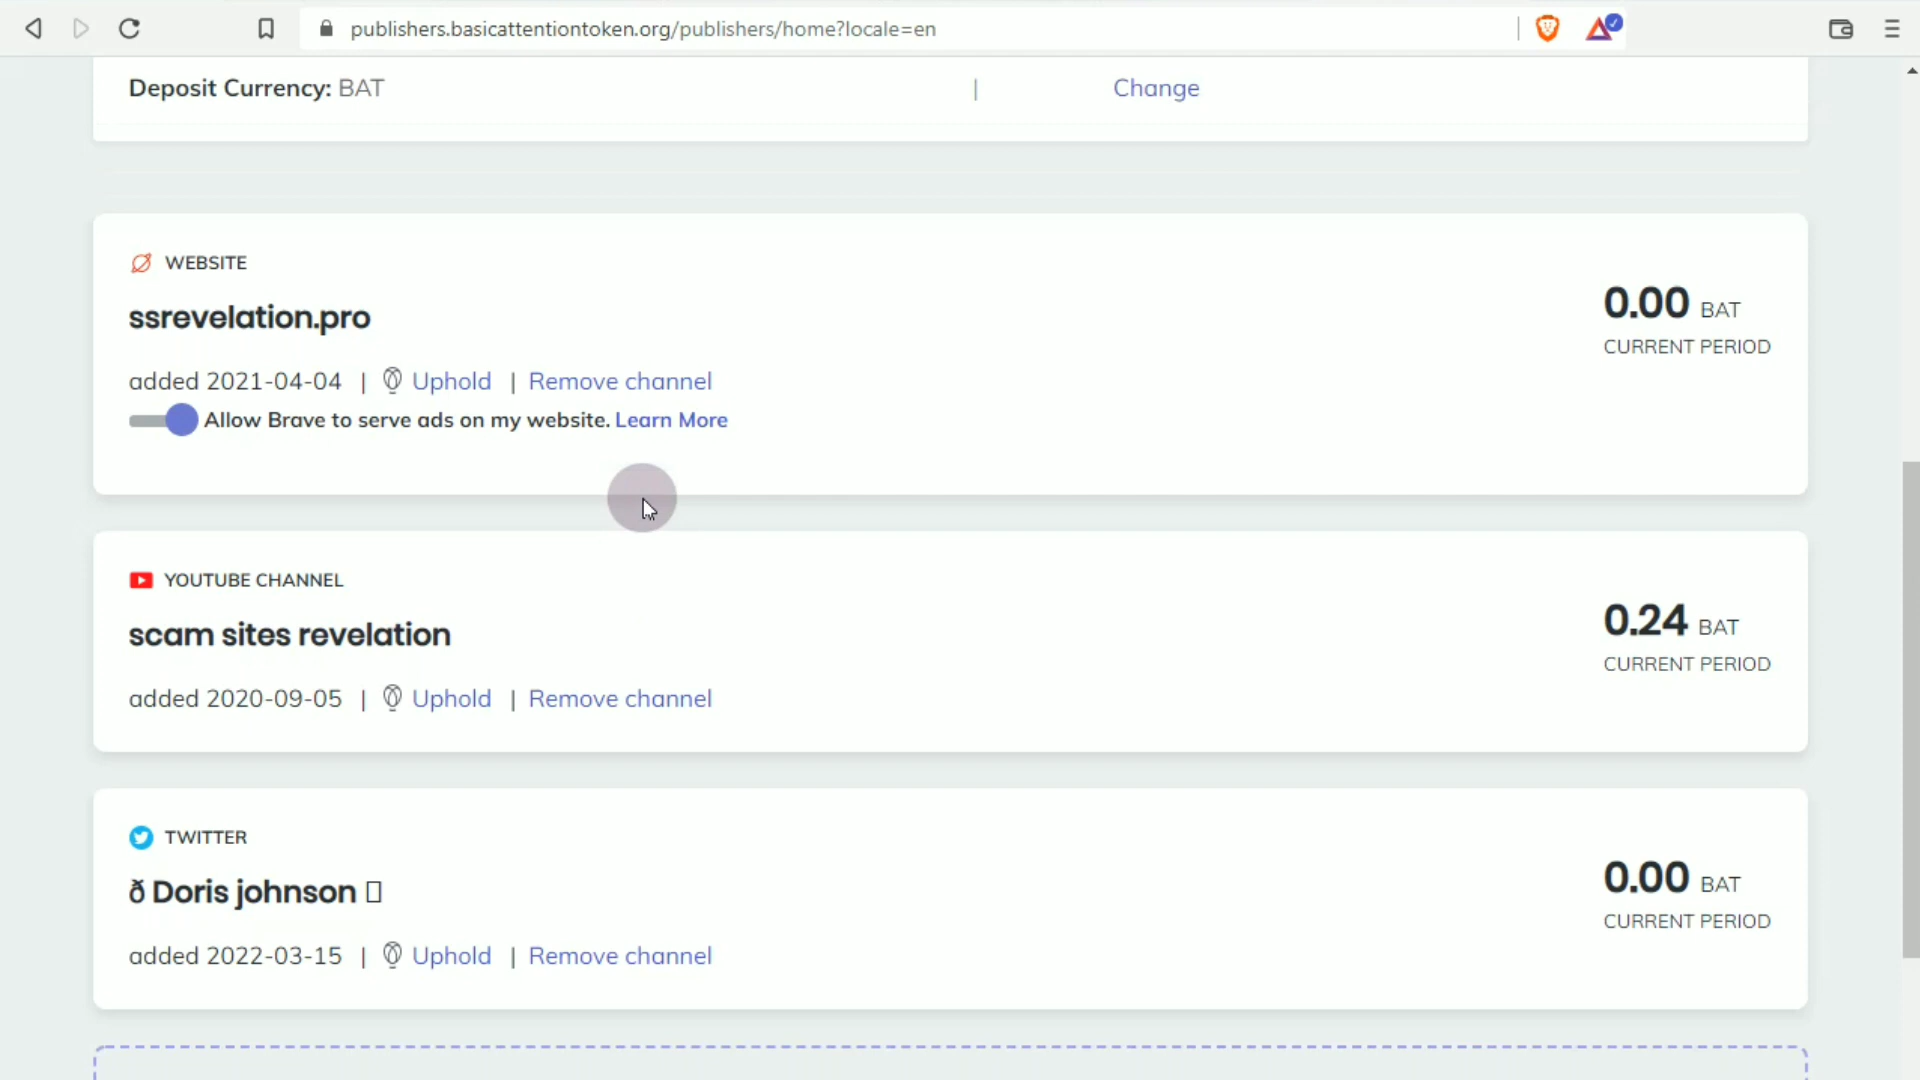 publishers.basicattentiontoken.org/publishers/home?locale=en
Deposit Currency: BAT | Change
WEBSITE
ssrevelation.pro
0.00 BAT
CURRENT PERIOD
added 2021-04-04 | Uphold | Remove channel
Allow Brave to serve ads on my website. Learn More
YOUTUBE CHANNEL
scam sites revelation
0.24 BAT
CURRENT PERIOD
added 2020-09-05 | Uphold | Remove channel
TWITTER
ð Doris johnson
0.00 BAT
CURRENT PERIOD
added 2022-03-15 | Uphold | Remove channel